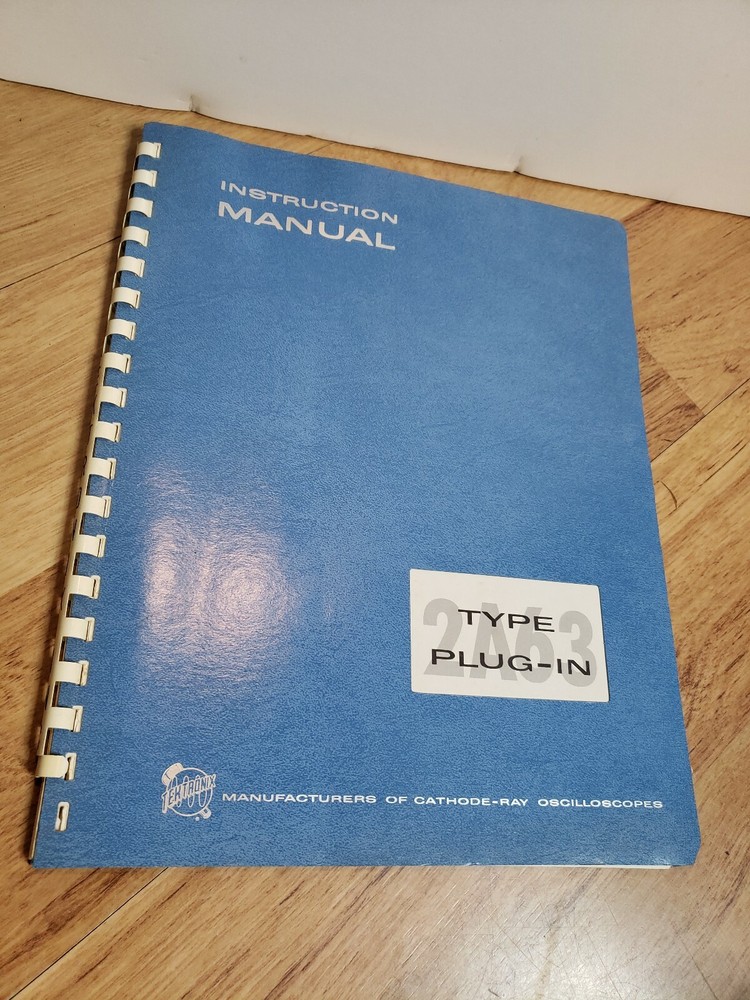 INSTRUCTION
MANUAL
2A63
TYPE
PLUG-IN
TEKTRONIX
MANUFACTURERS OF CATHODE-RAY OSCILLOSCOPES